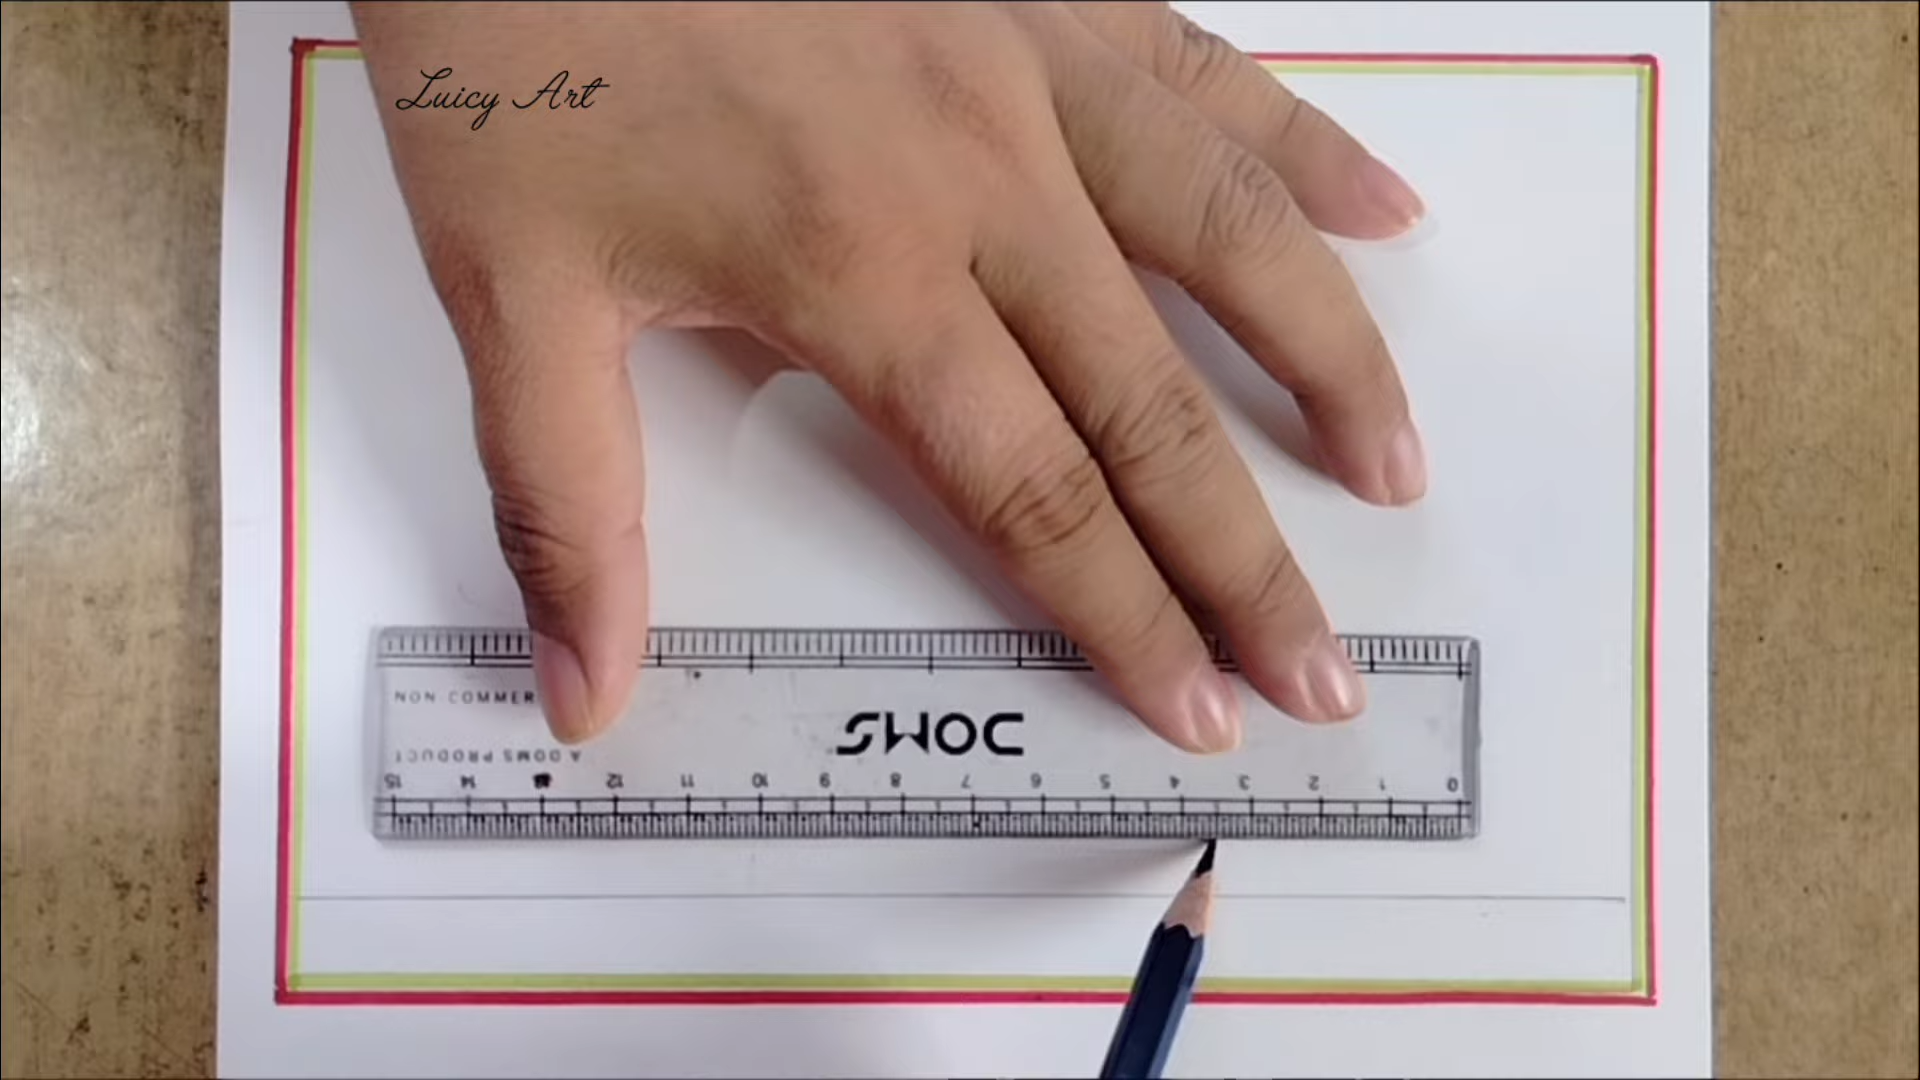 Luicy Art
NON COMMER
DOMS
A DOMS PRODUCT
15 14 13 12 11 10 9 8 7 6 5 4 3 2 1 0